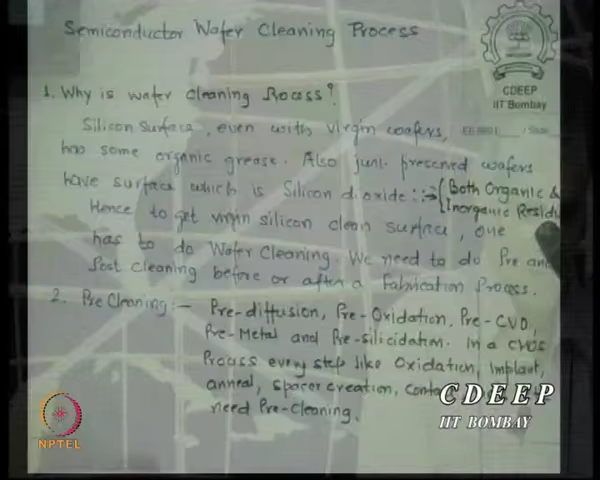 Semiconductor Wafer Cleaning Process
CDEEP
IIT Bombay
1. Why is wafer cleaning Process?
Silicon Surface, even with virgin wafers,
has some organic grease. Also preserved wafers
have surface which is Silicon dioxide :→ Both Organic &
Inorganic Residu
Hence to get virgin silicon clean surface, one
has to do Wafer Cleaning. We need to do Pre and
Post Cleaning before or after a Fabrication Process.
2. Pre Cleaning :- Pre-diffusion, Pre-Oxidation, Pre-CVD,
Pre-Metal and Pre-silicidation. In a CMOS
Process every step like Oxidation, Implant,
anneal, spacer creation,
need Pre-Cleaning.
CDEEP
IIT BOMBAY
NPTEL